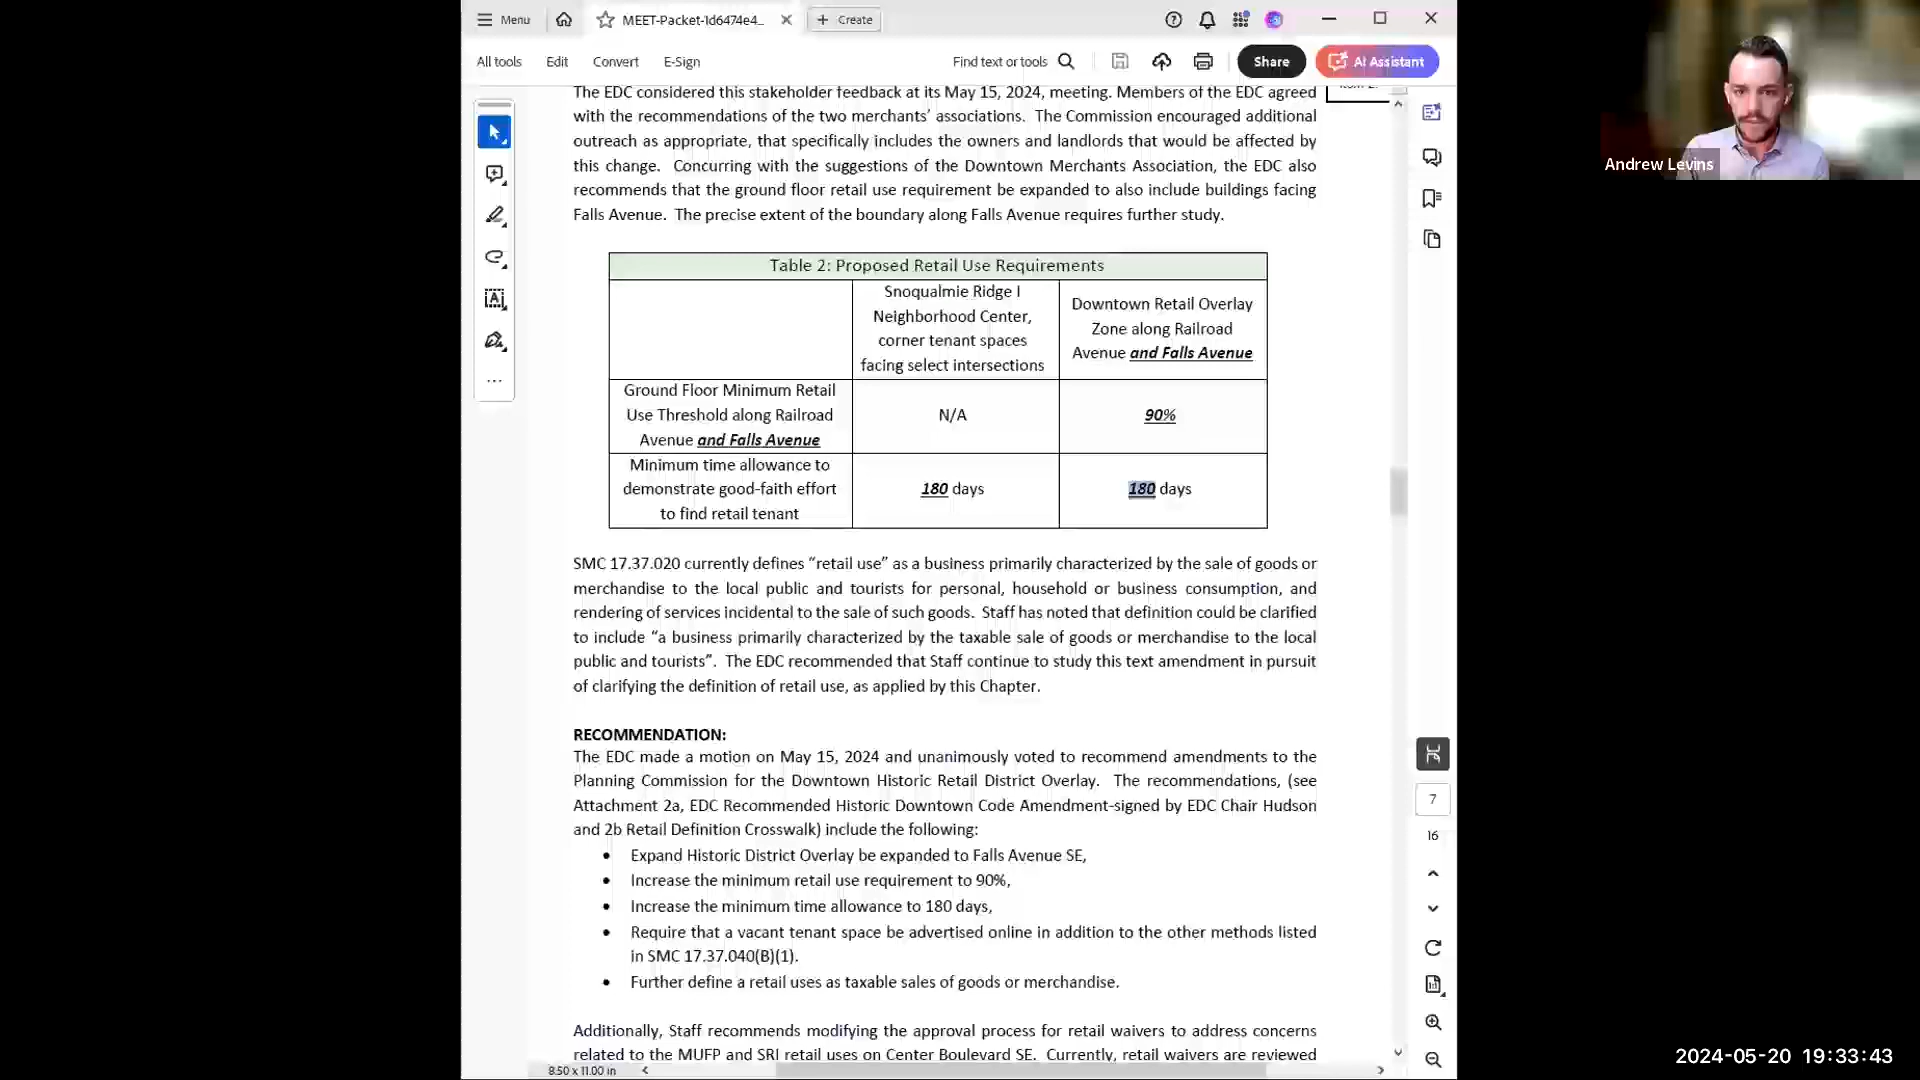 Menu
MEET-Packet-1d6474e4...
Create
All tools
Edit
Convert
E-Sign
Find text or tools
Share
AI Assistant
The EDC considered this stakeholder feedback at its May 15, 2024, meeting. Members of the EDC agreed
with the recommendations of the two merchants' associations. The Commission encouraged additional
outreach as appropriate, that specifically includes the owners and landlords that would be affected by
this change. Concurring with the suggestions of the Downtown Merchants Association, the EDC also
recommends that the ground floor retail use requirement be expanded to also include buildings facing
Falls Avenue. The precise extent of the boundary along Falls Avenue requires further study.
Table 2: Proposed Retail Use Requirements
Snoqualmie Ridge I
Neighborhood Center,
corner tenant spaces
facing select intersections
Downtown Retail Overlay
Zone along Railroad
Avenue and Falls Avenue
Ground Floor Minimum Retail
Use Threshold along Railroad
Avenue and Falls Avenue
N/A
90%
Minimum time allowance to
demonstrate good-faith effort
to find retail tenant
180 days
180 days
SMC 17.37.020 currently defines “retail use” as a business primarily characterized by the sale of goods or
merchandise to the local public and tourists for personal, household or business consumption, and
rendering of services incidental to the sale of such goods. Staff has noted that definition could be clarified
to include “a business primarily characterized by the taxable sale of goods or merchandise to the local
public and tourists”. The EDC recommended that Staff continue to study this text amendment in pursuit
of clarifying the definition of retail use, as applied by this Chapter.
RECOMMENDATION:
The EDC made a motion on May 15, 2024 and unanimously voted to recommend amendments to the
Planning Commission for the Downtown Historic Retail District Overlay. The recommendations, (see
Attachment 2a, EDC Recommended Historic Downtown Code Amendment-signed by EDC Chair Hudson
and 2b Retail Definition Crosswalk) include the following:
• Expand Historic District Overlay be expanded to Falls Avenue SE,
• Increase the minimum retail use requirement to 90%,
• Increase the minimum time allowance to 180 days,
• Require that a vacant tenant space be advertised online in addition to the other methods listed
in SMC 17.37.040(B)(1).
• Further define a retail uses as taxable sales of goods or merchandise.
Additionally, Staff recommends modifying the approval process for retail waivers to address concerns
related to the MUFP and SRI retail uses on Center Boulevard SE. Currently, retail waivers are reviewed
8.50 x 11.00 in
7
16
Andrew Levins
2024-05-20 19:33:43